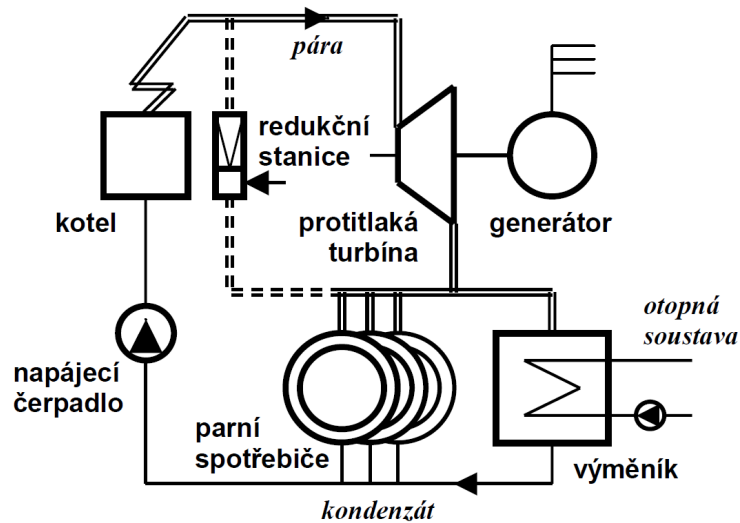 pára
redukční
stanice
kotel
protitlaká
turbína
generátor
otopná
soustava
napájecí
čerpadlo
parní
spotřebiče
výměník
kondenzát